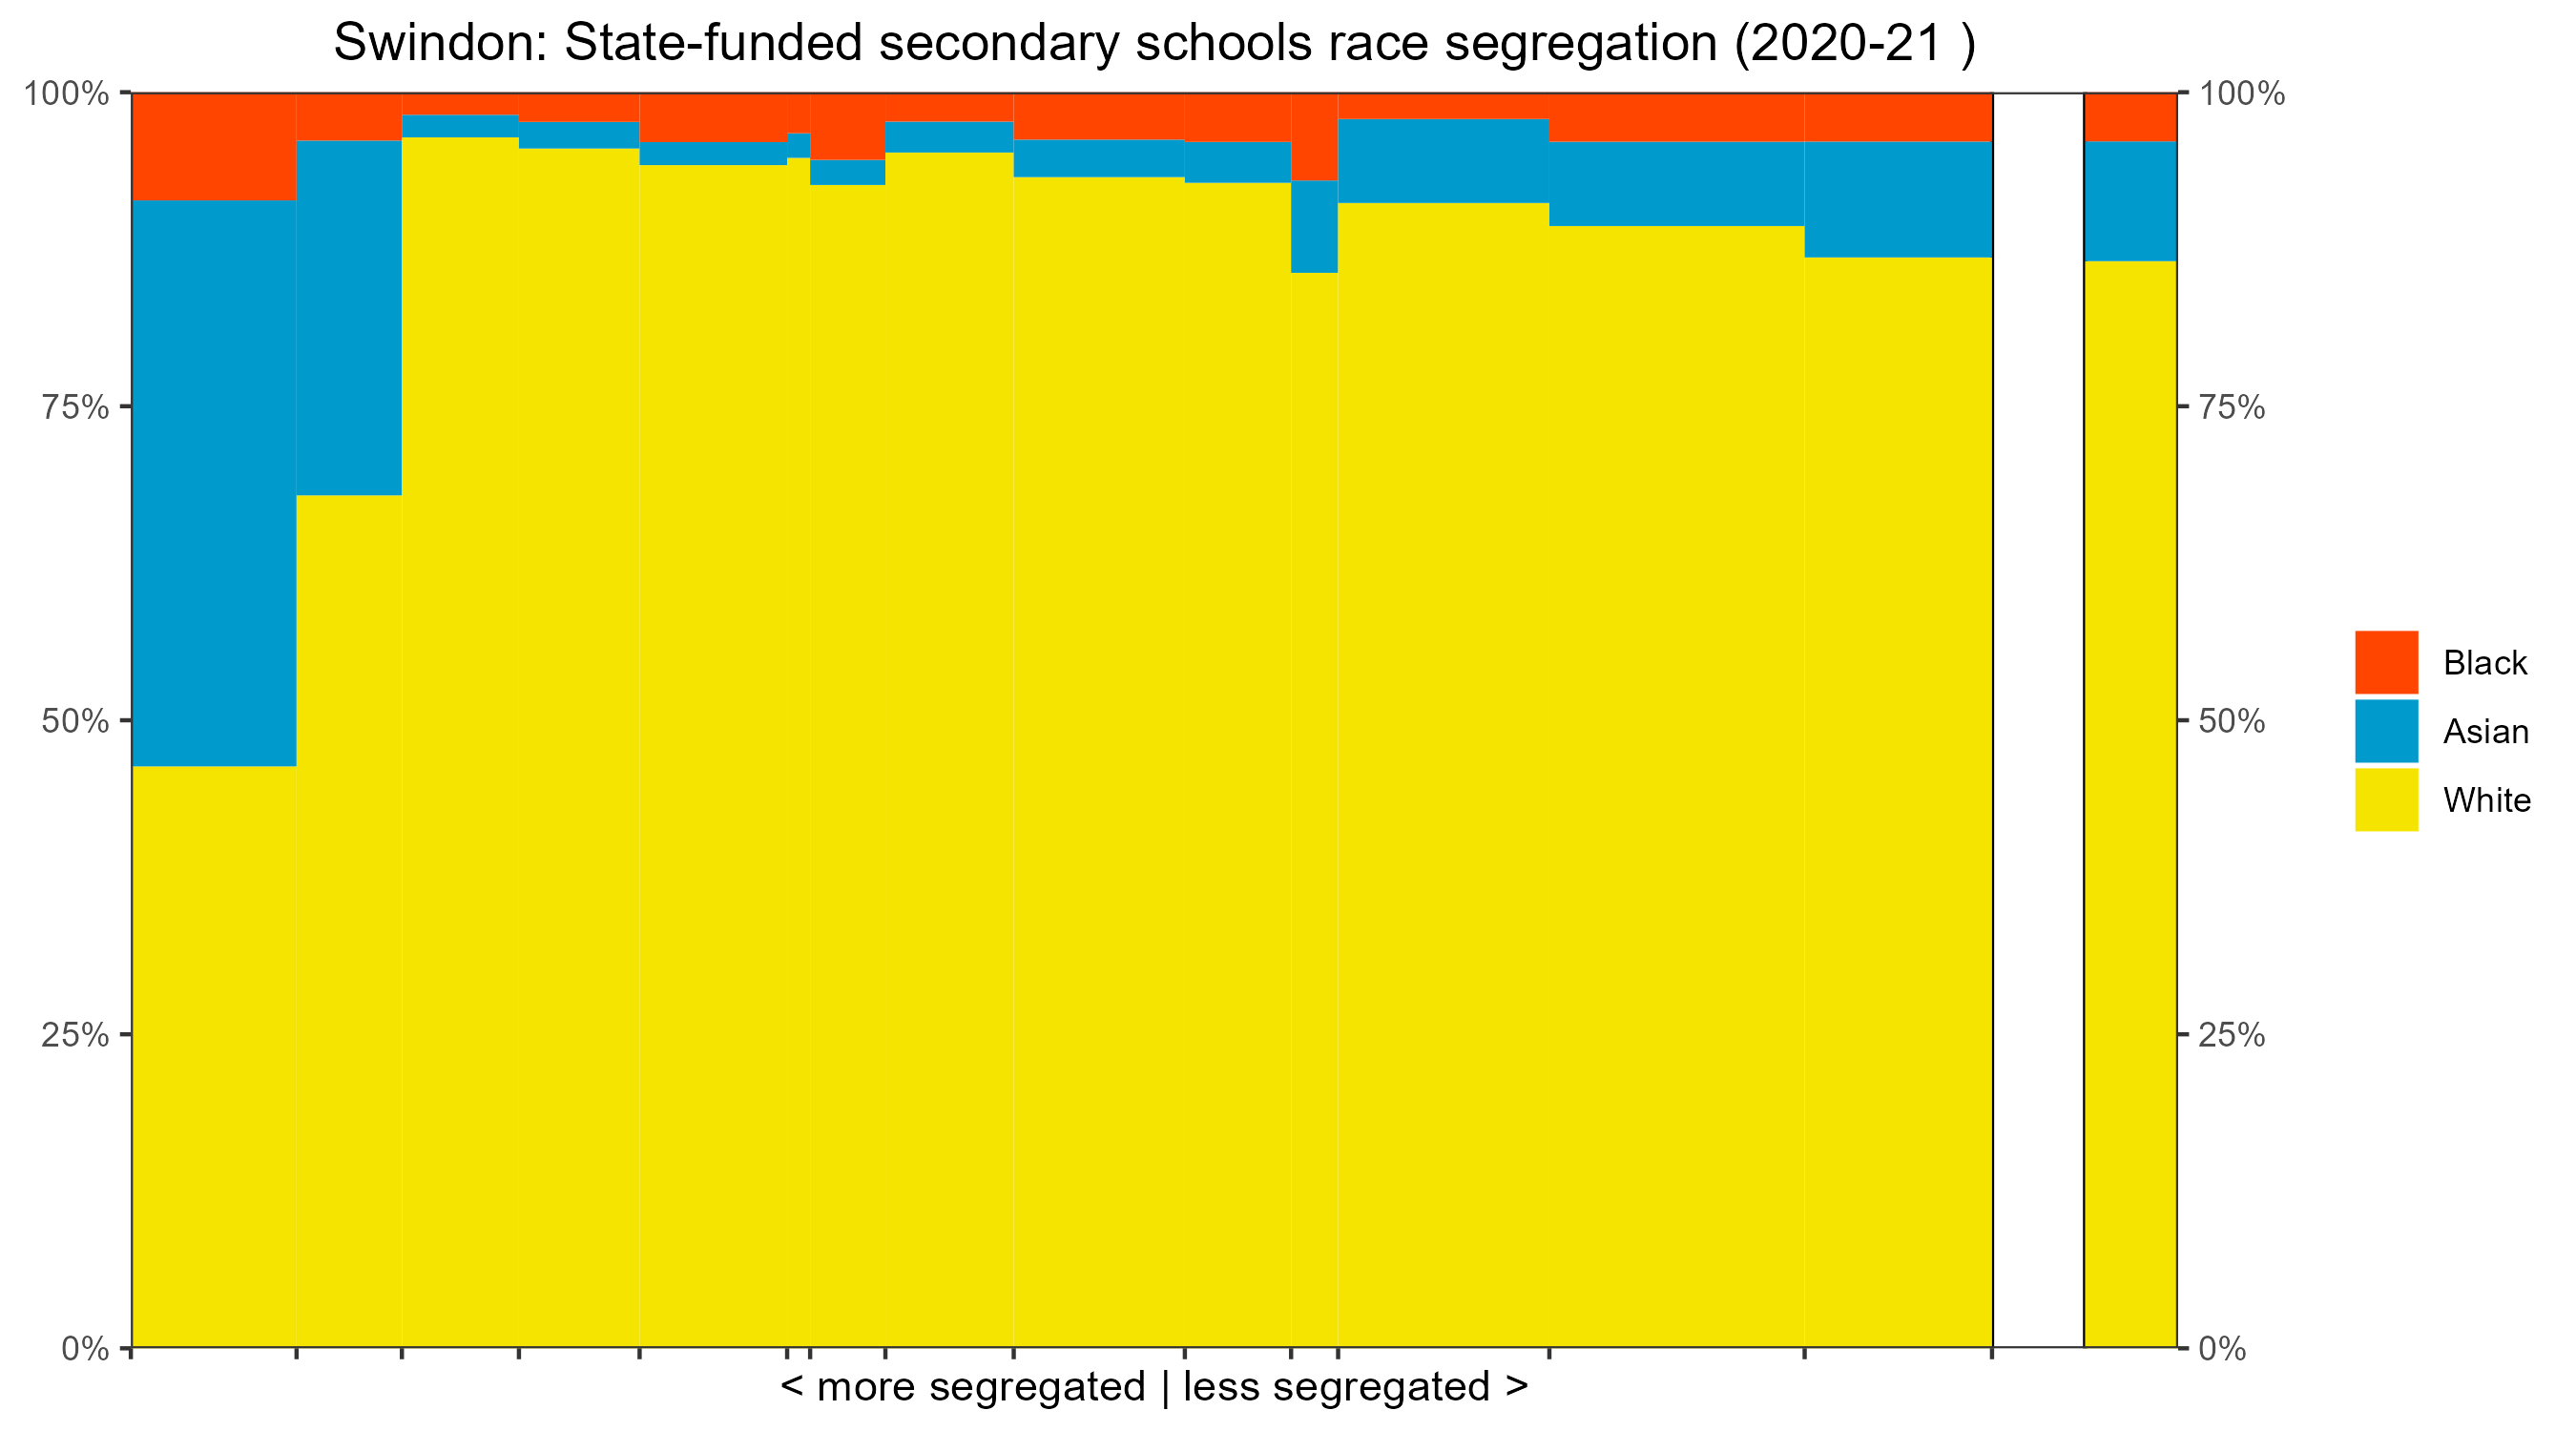 Swindon: State-funded secondary schools race segregation (2020-21 )
100%
75%
50%
25%
0%
100%
75%
50%
25%
0%
Black
Asian
White
< more segregated | less segregated >